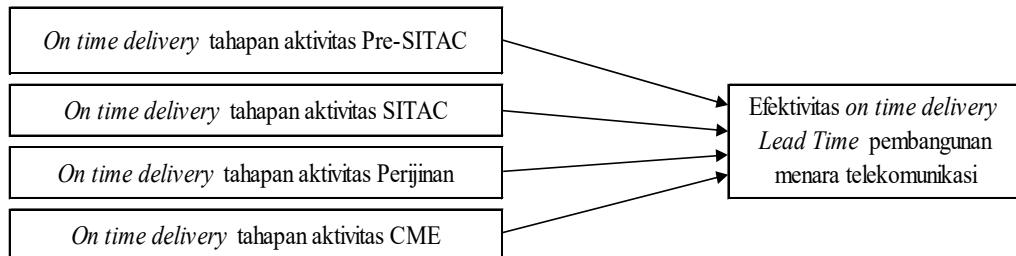 On time delivery tahapan aktivitas Pre-SITAC
On time delivery tahapan aktivitas SITAC
On time delivery tahapan aktivitas Perijinan
On time delivery tahapan aktivitas CME
Efektivitas on time delivery
Lead Time pembangunan
menara telekomunikasi